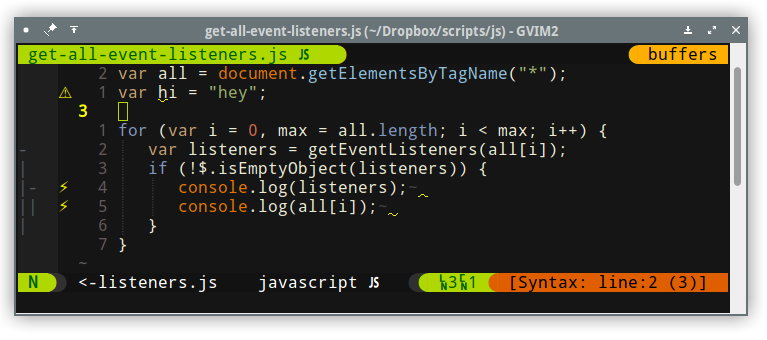 get-all-event-listeners.js (~/Dropbox/scripts/js) - GVIM2
get-all-event-listeners.js JS buffers
2 var all = document.getElementsByTagName("*");
⚠ 1 var hi = "hey";
3
1 for (var i = 0, max = all.length; i < max; i++) {
- 2 var listeners = getEventListeners(all[i]);
| 3 if (!$.isEmptyObject(listeners)) {
|- ⚡ 4 console.log(listeners);~
|| ⚡ 5 console.log(all[i]);~
| 6 }
7 }
~
N <-listeners.js javascript JS ␤3␤1 [Syntax: line:2 (3)]